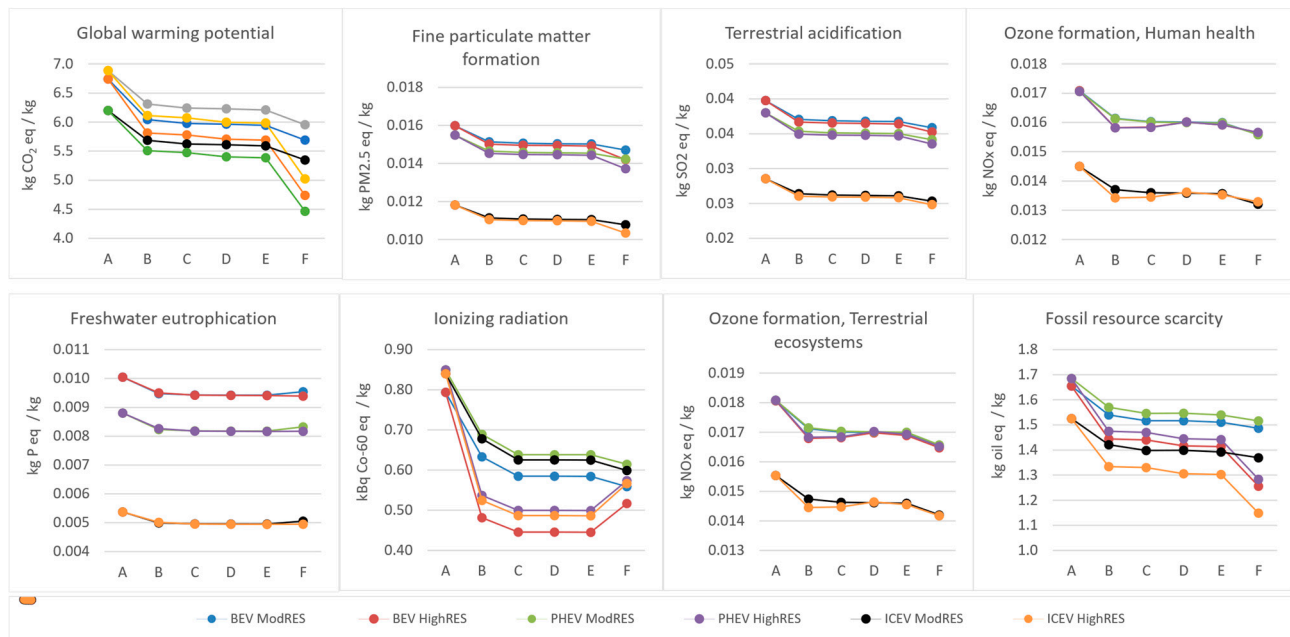 Global warming potential
kg CO2 eq / kg
7.0
6.5
6.0
5.5
5.0
4.5
4.0
A B C D E F
Fine particulate matter
formation
kg PM2.5 eq / kg
0.018
0.016
0.014
0.012
0.010
A B C D E F
Terrestrial acidification
kg SO2 eq / kg
0.05
0.04
0.04
0.03
0.03
0.02
A B C D E F
Ozone formation, Human health
kg NOx eq / kg
0.018
0.017
0.016
0.015
0.014
0.013
0.012
A B C D E F
Freshwater eutrophication
kg P eq / kg
0.011
0.010
0.009
0.008
0.007
0.006
0.005
0.004
A B C D E F
Ionizing radiation
kBq Co-60 eq / kg
0.90
0.80
0.70
0.60
0.50
0.40
A B C D E F
Ozone formation, Terrestrial
ecosystems
kg NOx eq / kg
0.019
0.018
0.017
0.016
0.015
0.014
0.013
A B C D E F
Fossil resource scarcity
kg oil eq / kg
1.8
1.7
1.6
1.5
1.4
1.3
1.2
1.1
1.0
A B C D E F
BEV ModRES BEV HighRES PHEV ModRES PHEV HighRES ICEV ModRES ICEV HighRES